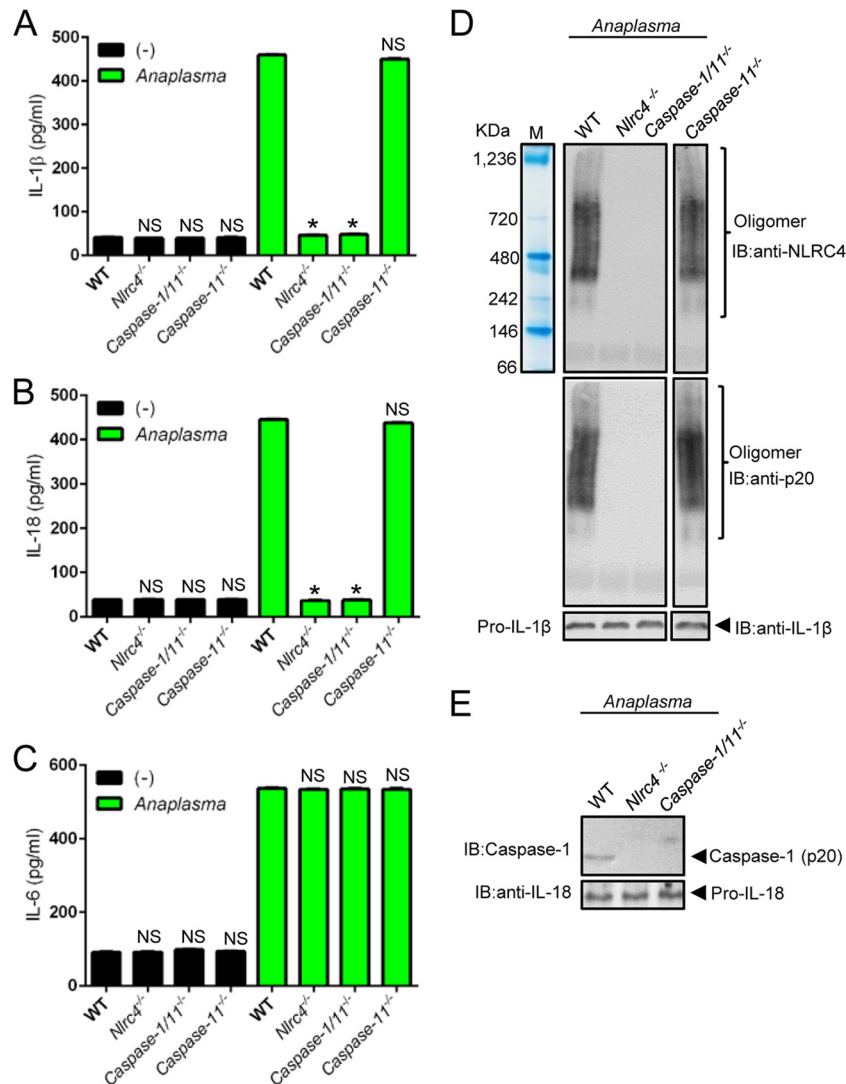 A
IL-1β (pg/ml)
500
400
300
200
100
0
(-)
Anaplasma
NS NS NS * * NS
WT Nlrc4-/- Caspase-1/11-/- Caspase-11-/- WT Nlrc4-/- Caspase-1/11-/- Caspase-11-/-
B
IL-18 (pg/ml)
500
400
300
200
100
0
(-)
Anaplasma
NS NS NS * * NS
WT Nlrc4-/- Caspase-1/11-/- Caspase-11-/- WT Nlrc4-/- Caspase-1/11-/- Caspase-11-/-
C
IL-6 (pg/ml)
600
400
200
0
(-)
Anaplasma
NS NS NS NS NS NS
WT Nlrc4-/- Caspase-1/11-/- Caspase-11-/- WT Nlrc4-/- Caspase-1/11-/- Caspase-11-/-
D
Anaplasma
WT Nlrc4-/- Caspase-1/11-/- Caspase-11-/-
KDa M
1,236
720
480
242
146
66
Oligomer
IB:anti-NLRC4
Oligomer
IB:anti-p20
Pro-IL-1β IB:anti-IL-1β
E
Anaplasma
WT Nlrc4-/- Caspase-1/11-/-
IB:Caspase-1 Caspase-1 (p20)
IB:anti-IL-18 Pro-IL-18